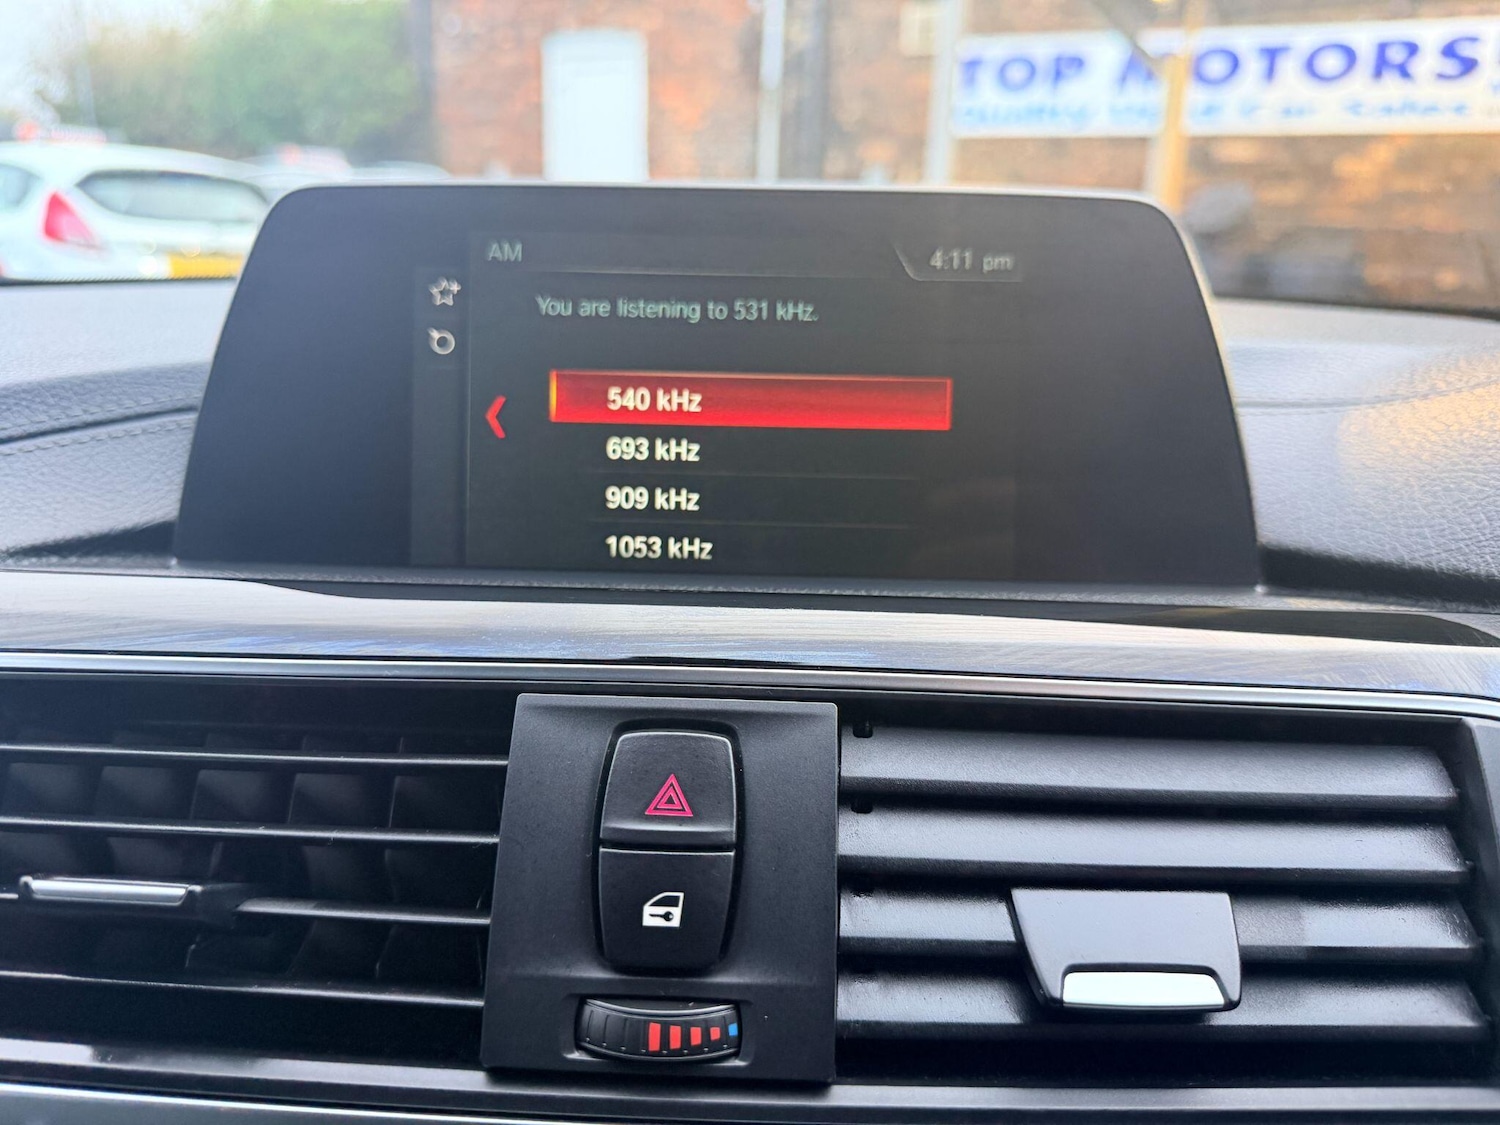 TOP MOTORS
AM
4:11 pm
You are listening to 531 kHz.
540 kHz
693 kHz
909 kHz
1053 kHz